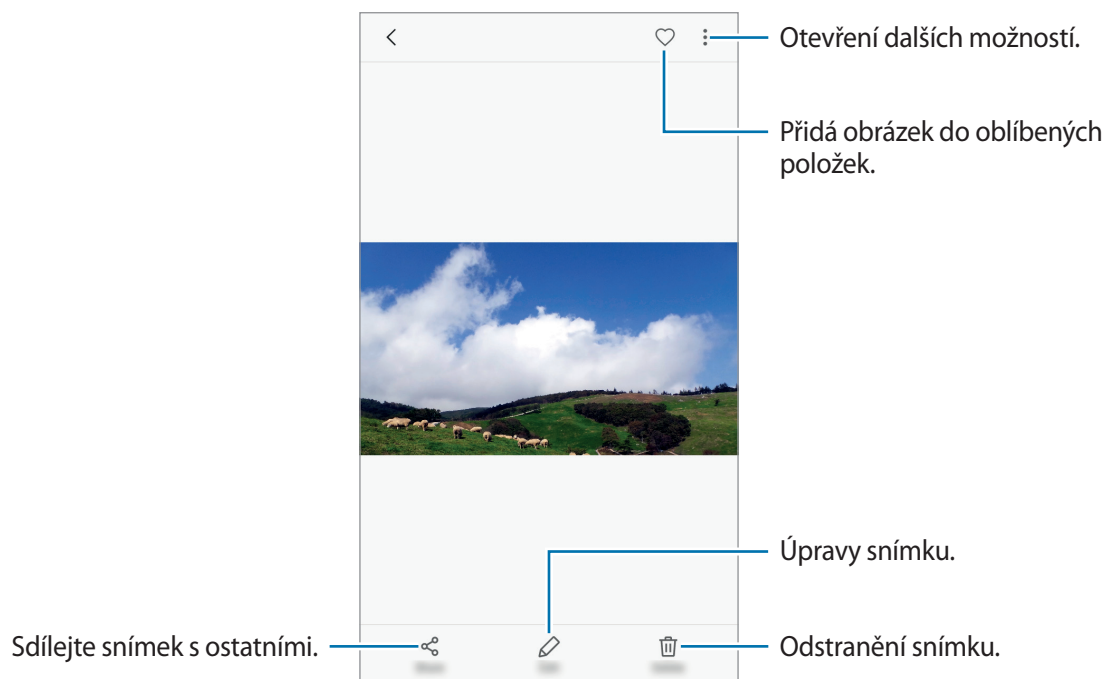 Otevření dalších možností.
Přidá obrázek do oblíbených
položek.
Úpravy snímku.
Sdílejte snímek s ostatními.
Odstranění snímku.